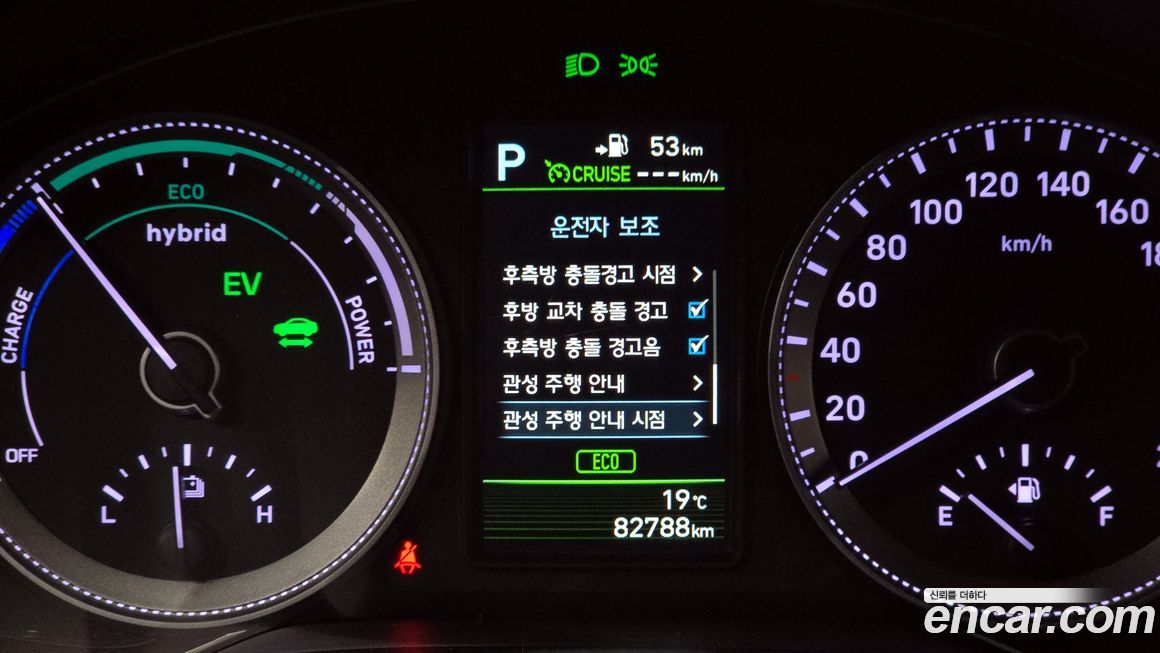 P
53 km
CRUISE ---km/h
운전자 보조
후측방 충돌경고 시점
후방 교차 충돌 경고
후측방 충돌 경고음
관성 주행 안내
관성 주행 안내 시점
ECO
19°C
82788km
ECO
hybrid
EV
CHARGE
POWER
OFF
L
H
0
20
40
60
80
100
120
140
160
km/h
E
F
신뢰를 더하다
encar.com